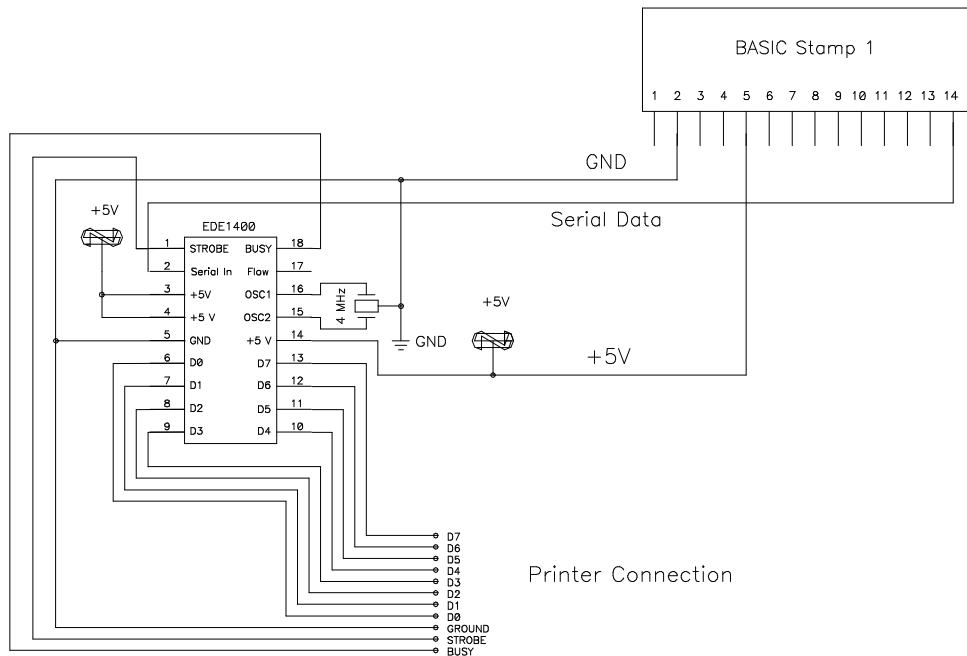 BASIC Stamp 1
1 2 3 4 5 6 7 8 9 10 11 12 13 14
GND
Serial Data
+5V
EDE1400
1 STROBE BUSY 18
2 Serial In Flow 17
3 +5V OSC1 16
4 +5 V OSC2 15
5 GND +5 V 14
6 D0 D7 13
7 D1 D6 12
8 D2 D5 11
9 D3 D4 10
4 MHz
GND
+5V
+5V
D7
D6
D5
D4
D3
D2
D1
D0
GROUND
STROBE
BUSY
Printer Connection